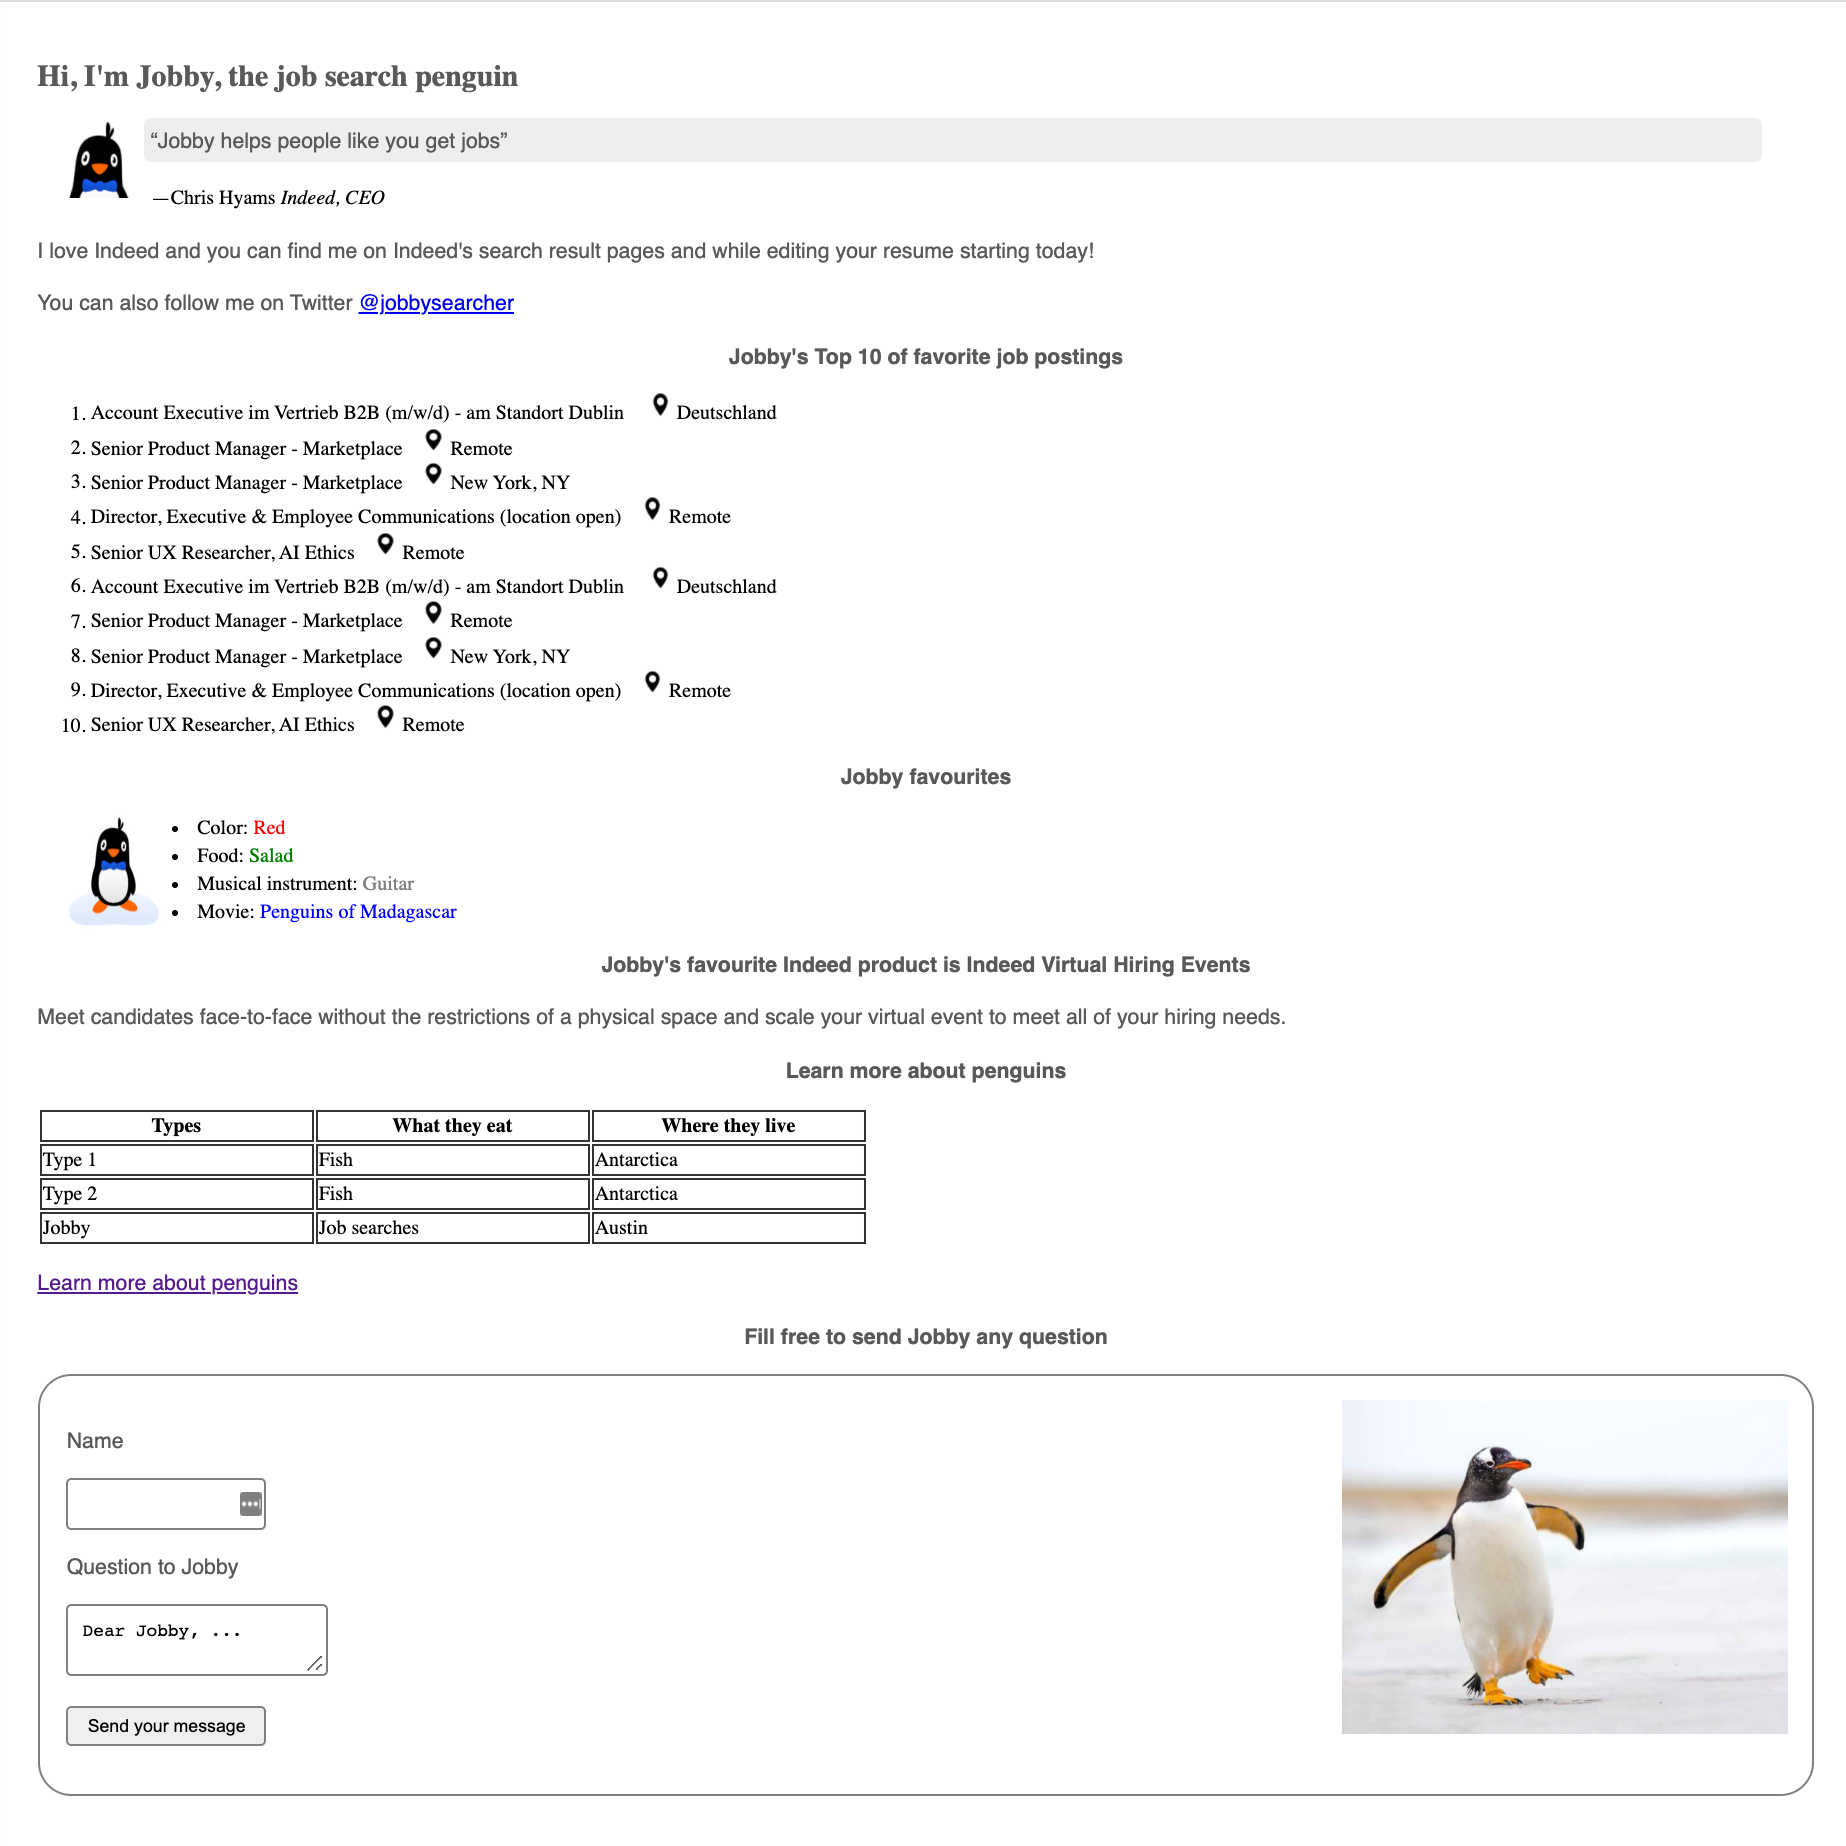 Hi, I'm Jobby, the job search penguin
“Jobby helps people like you get jobs”
—Chris Hyams Indeed, CEO
I love Indeed and you can find me on Indeed's search result pages and while editing your resume starting today!
You can also follow me on Twitter @jobbysearcher
Jobby's Top 10 of favorite job postings
1. Account Executive im Vertrieb B2B (m/w/d) - am Standort Dublin Deutschland
2. Senior Product Manager - Marketplace Remote
3. Senior Product Manager - Marketplace New York, NY
4. Director, Executive & Employee Communications (location open) Remote
5. Senior UX Researcher, AI Ethics Remote
6. Account Executive im Vertrieb B2B (m/w/d) - am Standort Dublin Deutschland
7. Senior Product Manager - Marketplace Remote
8. Senior Product Manager - Marketplace New York, NY
9. Director, Executive & Employee Communications (location open) Remote
10. Senior UX Researcher, AI Ethics Remote
Jobby favourites
• Color: Red
• Food: Salad
• Musical instrument: Guitar
• Movie: Penguins of Madagascar
Jobby's favourite Indeed product is Indeed Virtual Hiring Events
Meet candidates face-to-face without the restrictions of a physical space and scale your virtual event to meet all of your hiring needs.
Learn more about penguins
Types What they eat Where they live
Type 1 Fish Antarctica
Type 2 Fish Antarctica
Jobby Job searches Austin
Learn more about penguins
Fill free to send Jobby any question
Name
Question to Jobby
Dear Jobby, ...
Send your message